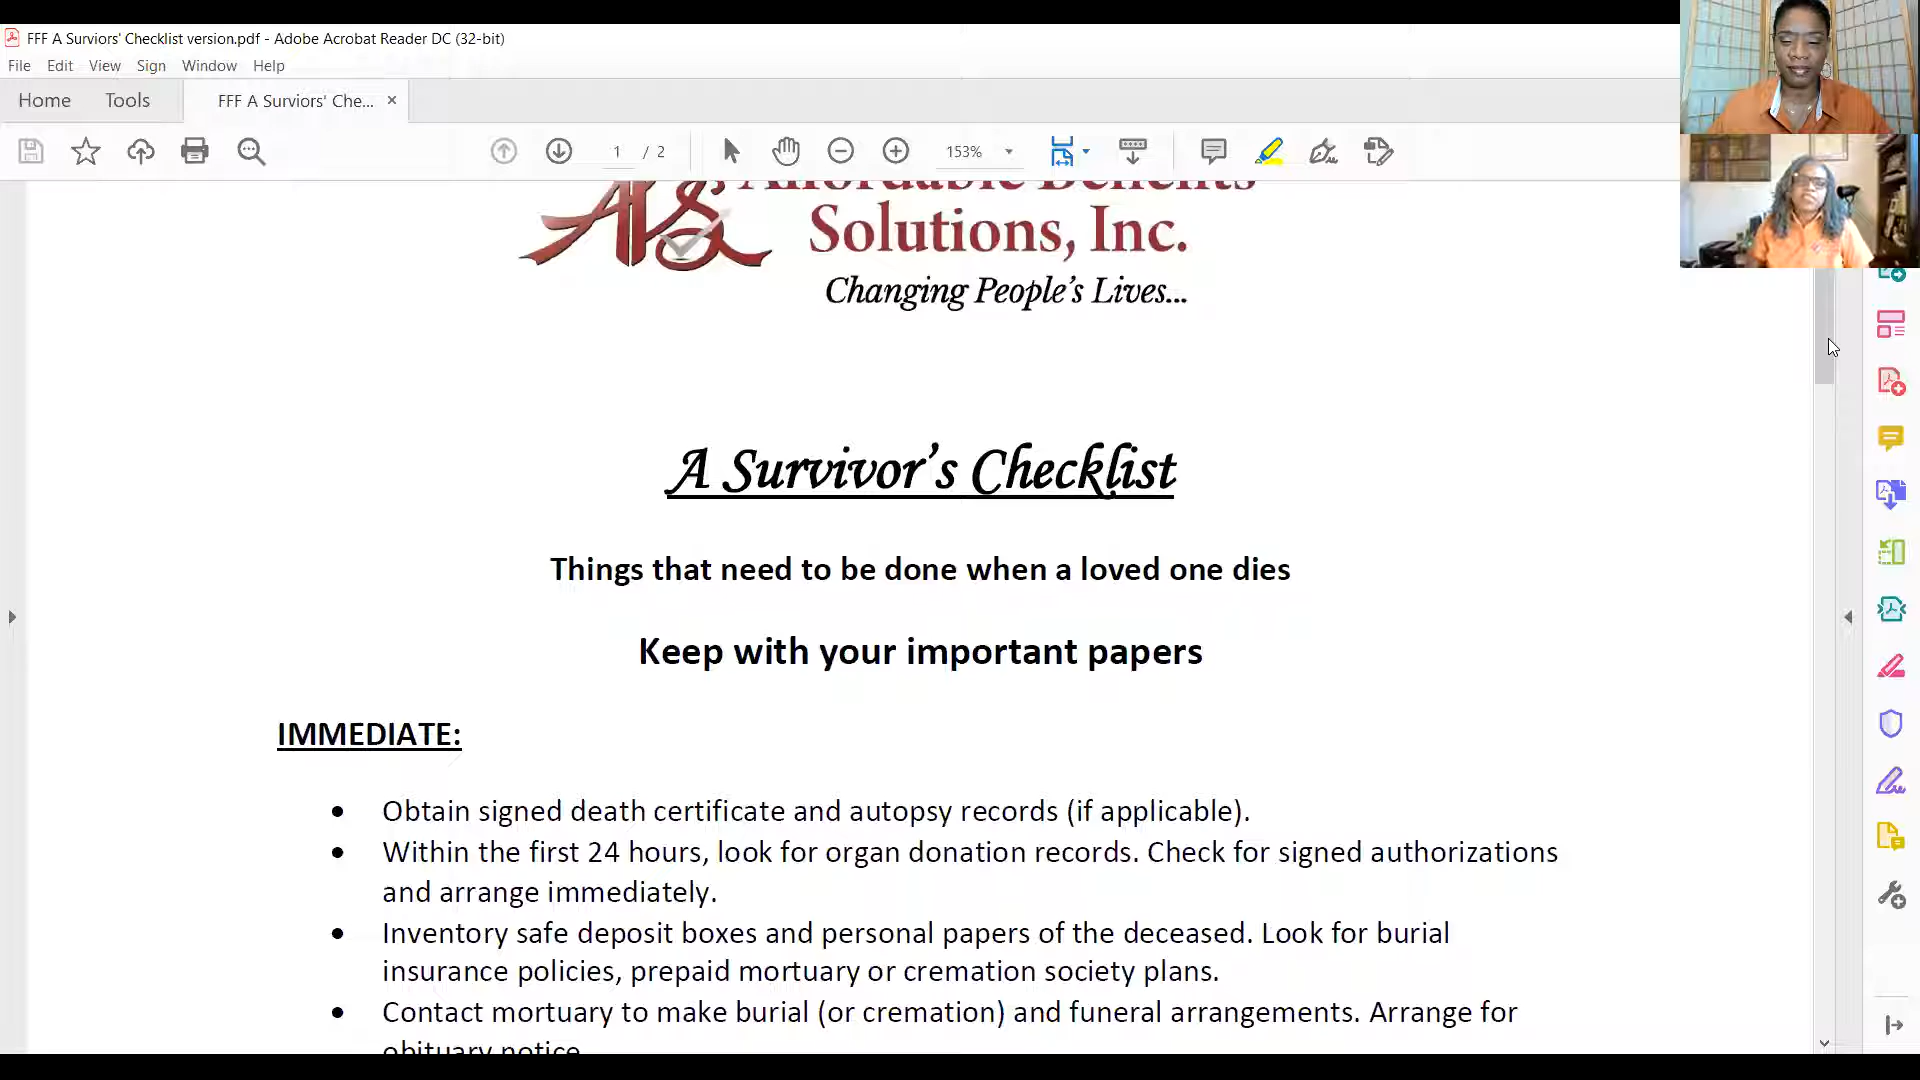 FFF A Surviors' Checklist version.pdf - Adobe Acrobat Reader DC (32-bit)
File Edit View Sign Window Help
Home Tools FFF A Surviors' Che... ×
1 / 2 153%
Affordable Benefits
Solutions, Inc.
Changing People's Lives...
A Survivor's Checklist
Things that need to be done when a loved one dies
Keep with your important papers
IMMEDIATE:
• Obtain signed death certificate and autopsy records (if applicable).
• Within the first 24 hours, look for organ donation records. Check for signed authorizations
and arrange immediately.
• Inventory safe deposit boxes and personal papers of the deceased. Look for burial
insurance policies, prepaid mortuary or cremation society plans.
• Contact mortuary to make burial (or cremation) and funeral arrangements. Arrange for
obituary notice.